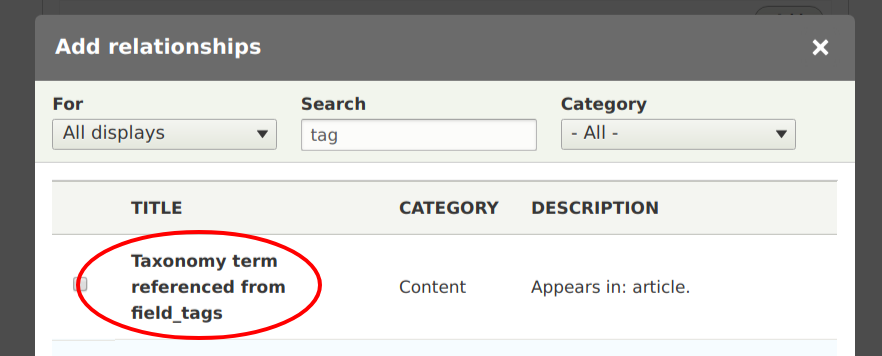 Add relationships
For Search Category
All displays tag - All -
TITLE CATEGORY DESCRIPTION
Taxonomy term
referenced from Content Appears in: article.
field_tags